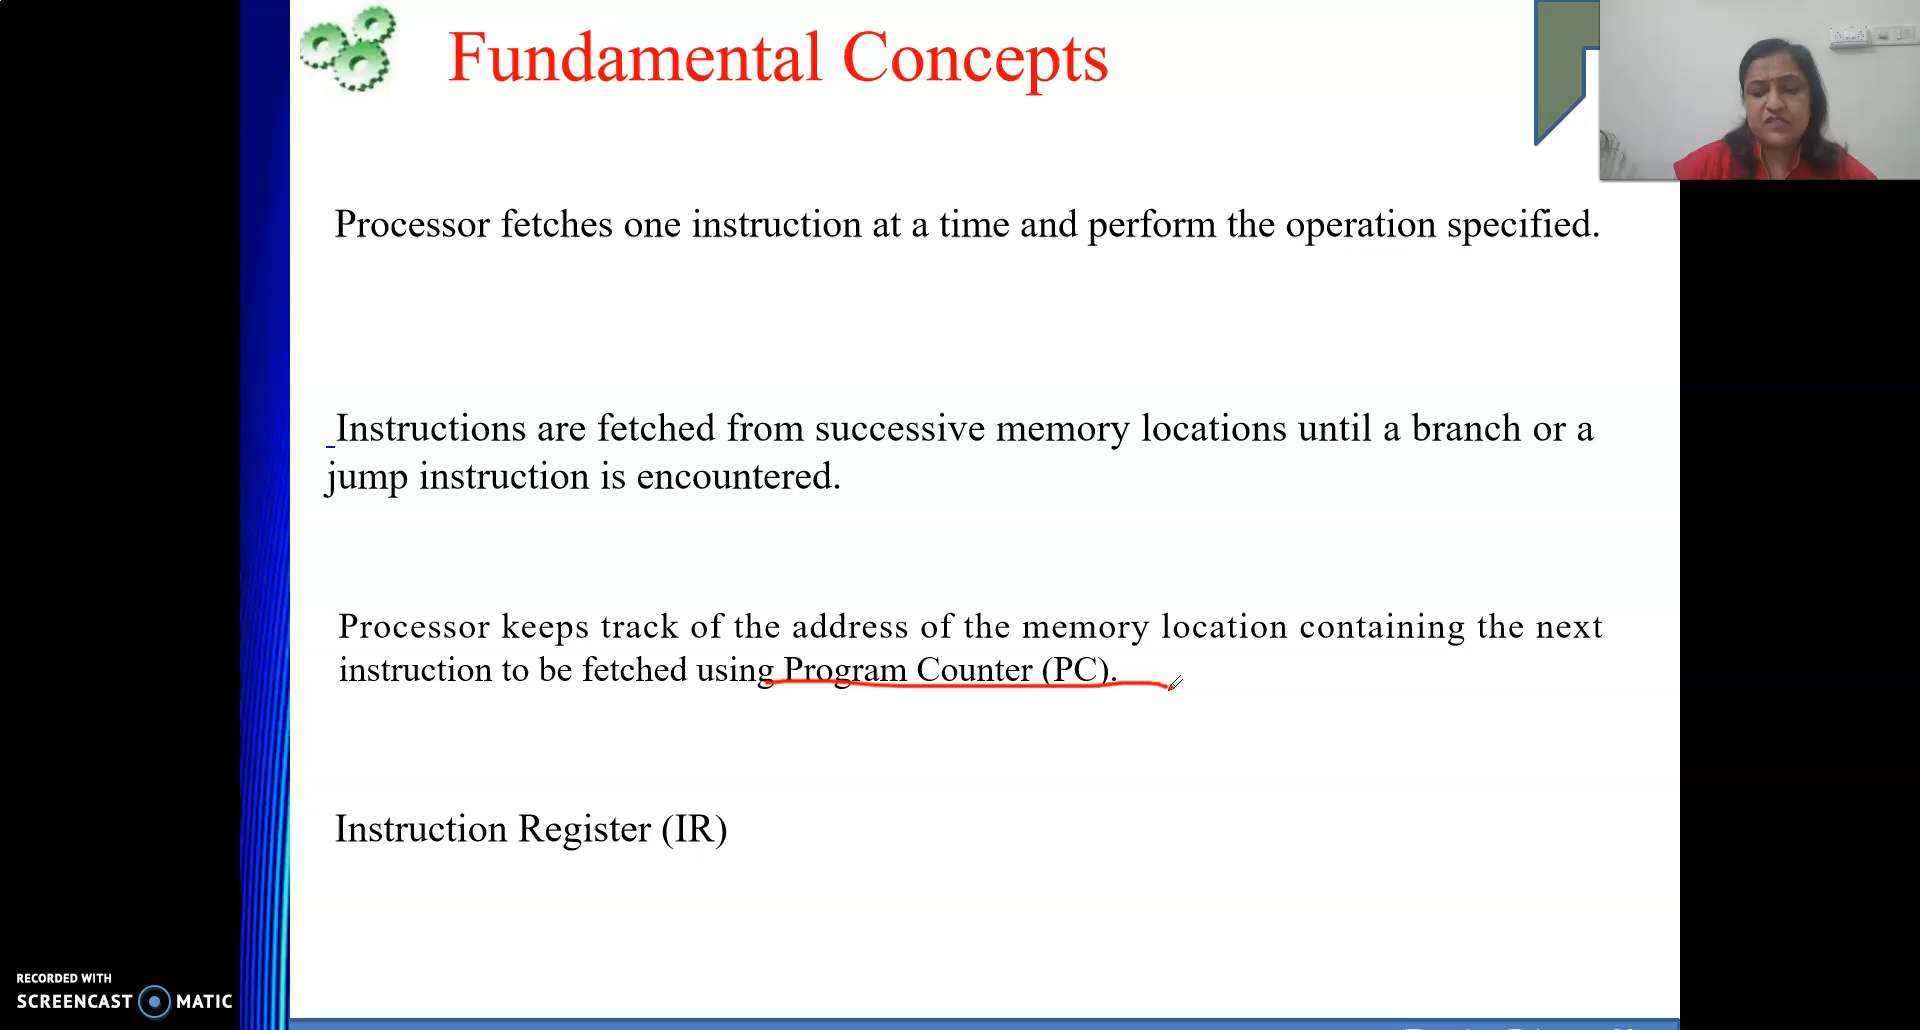 Fundamental Concepts
Processor fetches one instruction at a time and perform the operation specified.
Instructions are fetched from successive memory locations until a branch or a
jump instruction is encountered.
Processor keeps track of the address of the memory location containing the next
instruction to be fetched using Program Counter (PC).
Instruction Register (IR)
RECORDED WITH
SCREENCAST MATIC